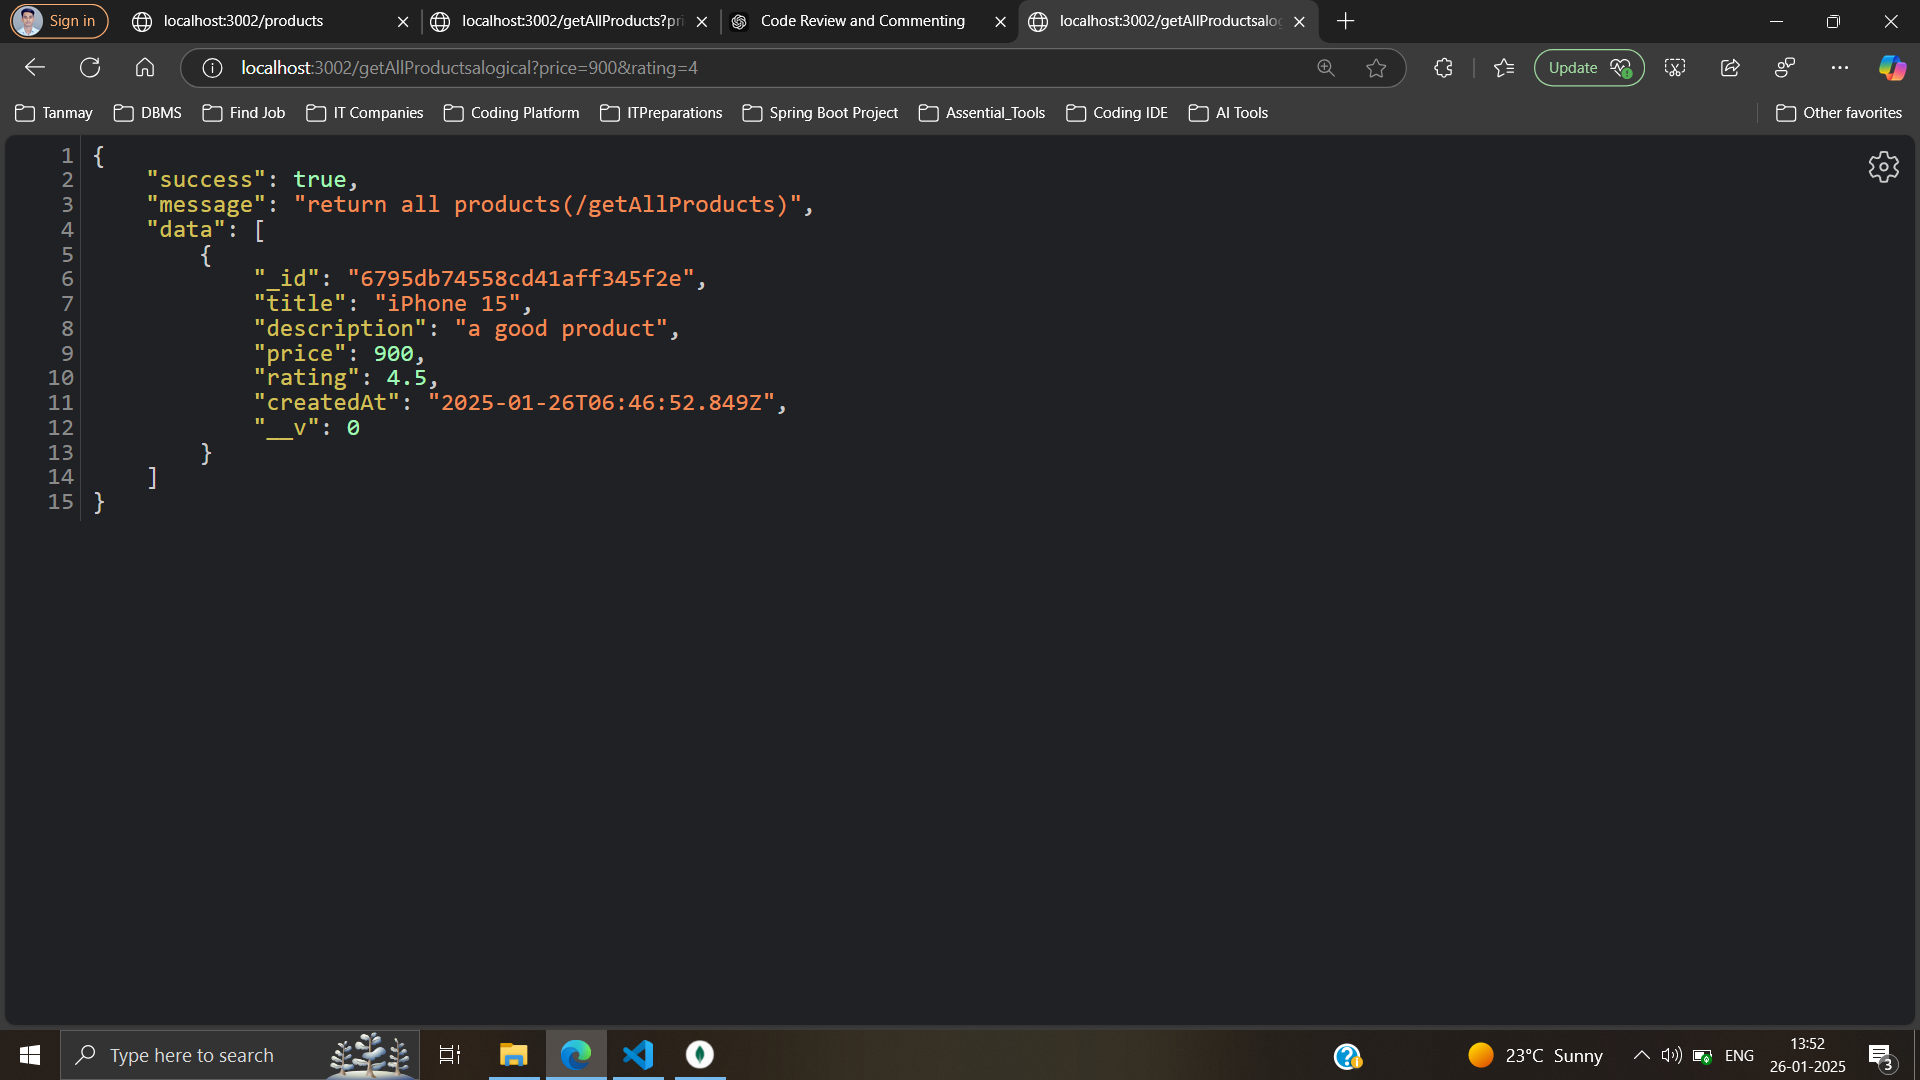 Sign in
localhost:3002/products
localhost:3002/getAllProducts?pri
Code Review and Commenting
localhost:3002/getAllProductsalog
localhost:3002/getAllProductsalogical?price=900&rating=4
Update
Tanmay
DBMS
Find Job
IT Companies
Coding Platform
ITPreparations
Spring Boot Project
Assential_Tools
Coding IDE
AI Tools
Other favorites
1 {
2 "success": true,
3 "message": "return all products(/getAllProducts)",
4 "data": [
5 {
6 "_id": "6795db74558cd41aff345f2e",
7 "title": "iPhone 15",
8 "description": "a good product",
9 "price": 900,
10 "rating": 4.5,
11 "createdAt": "2025-01-26T06:46:52.849Z",
12 "__v": 0
13 }
14 ]
15 }
Type here to search
23°C Sunny
ENG
13:52
26-01-2025
3